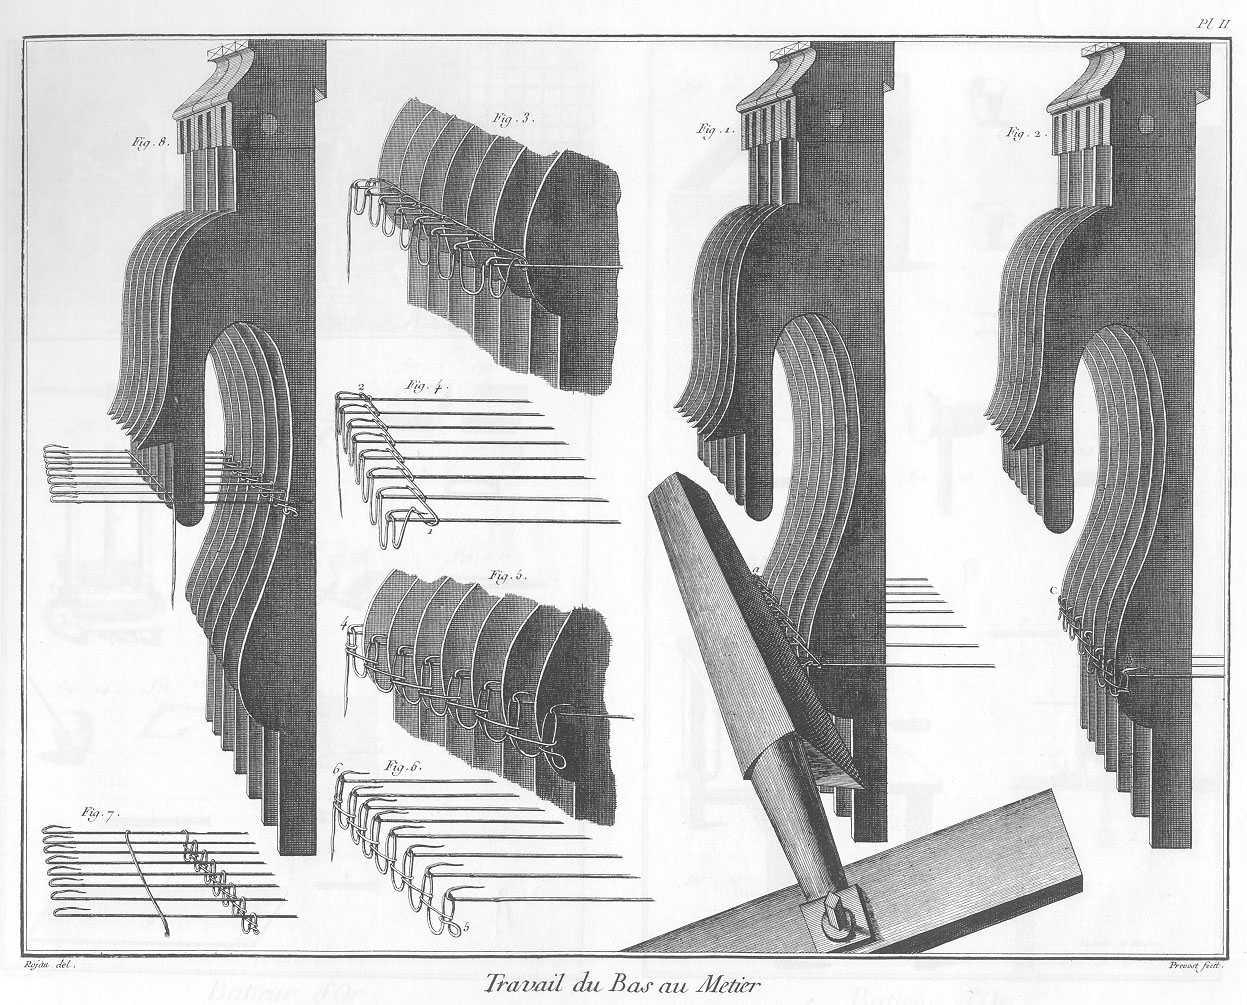 Pl II
Fig. 8.
Fig. 3.
Fig. 1.
Fig. 2.
2
Fig. 4.
1
Fig. 5.
a
c
4
Fig. 6.
6
Fig. 7.
5
del.
Prevost fecit.
Travail du Bas au Metier